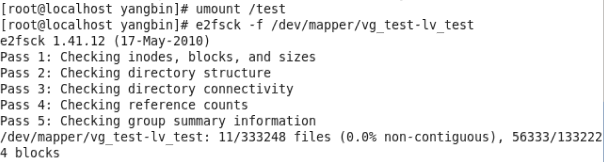 [root@localhost yangbin]# umount /test
[root@localhost yangbin]# e2fsck -f /dev/mapper/vg_test-lv_test
e2fsck 1.41.12 (17-May-2010)
Pass 1: Checking inodes, blocks, and sizes
Pass 2: Checking directory structure
Pass 3: Checking directory connectivity
Pass 4: Checking reference counts
Pass 5: Checking group summary information
/dev/mapper/vg_test-lv_test: 11/333248 files (0.0% non-contiguous), 56333/133222
4 blocks